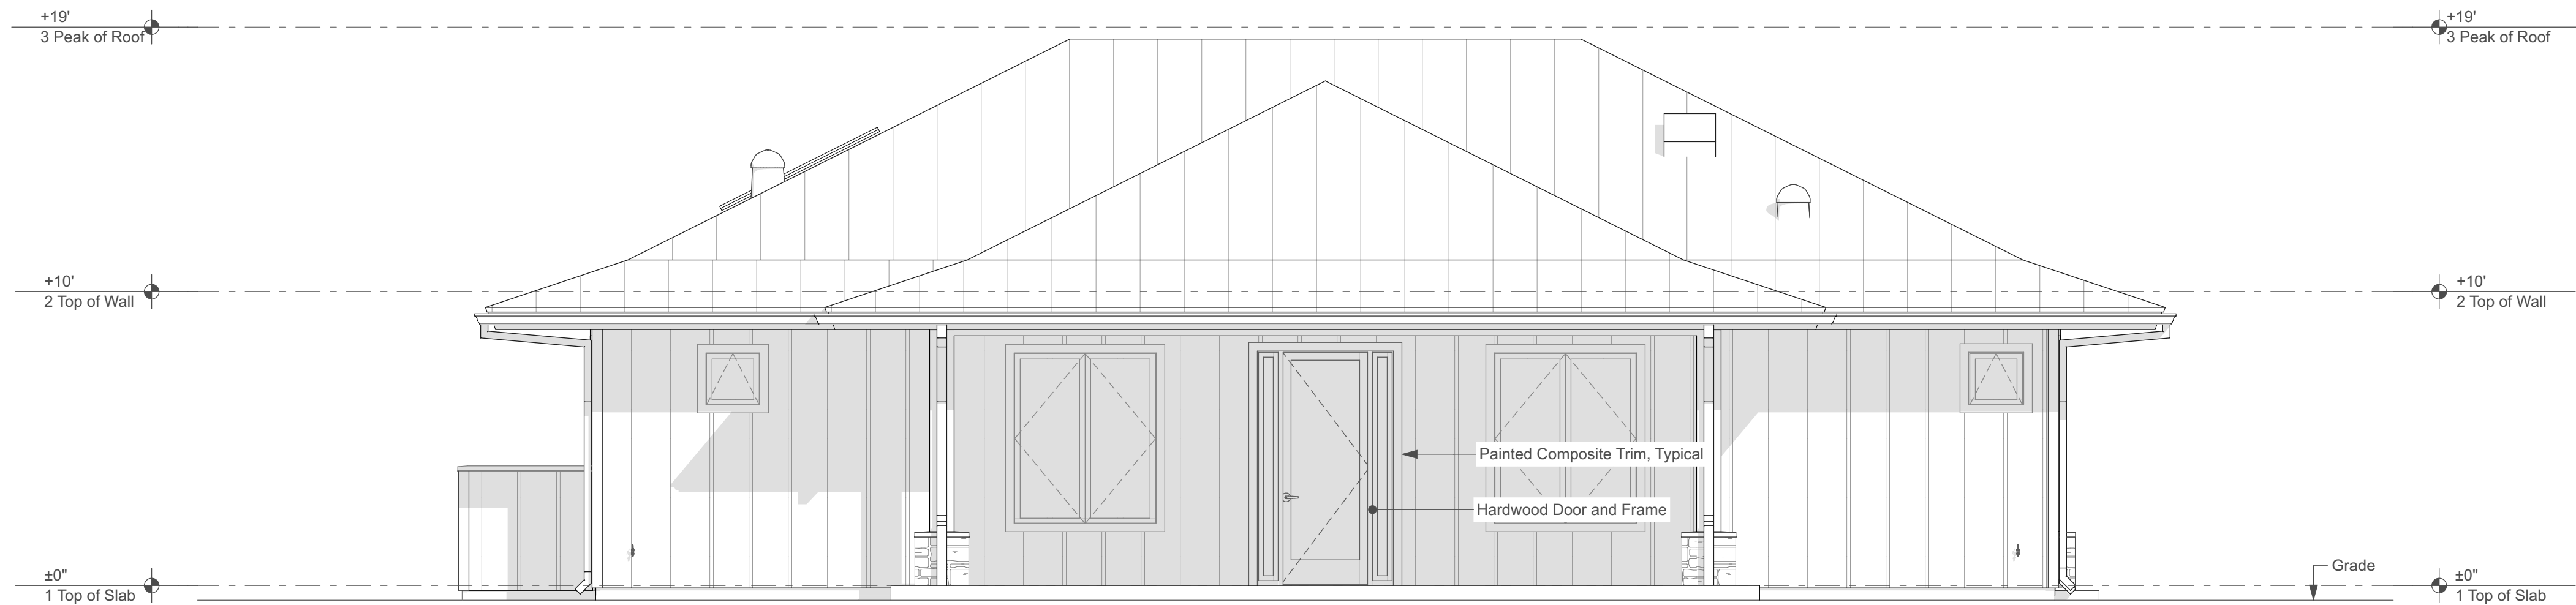 +19'
3 Peak of Roof
+19'
3 Peak of Roof
+10'
2 Top of Wall
+10'
2 Top of Wall
Painted Composite Trim, Typical
Hardwood Door and Frame
Grade
±0"
1 Top of Slab
±0"
1 Top of Slab